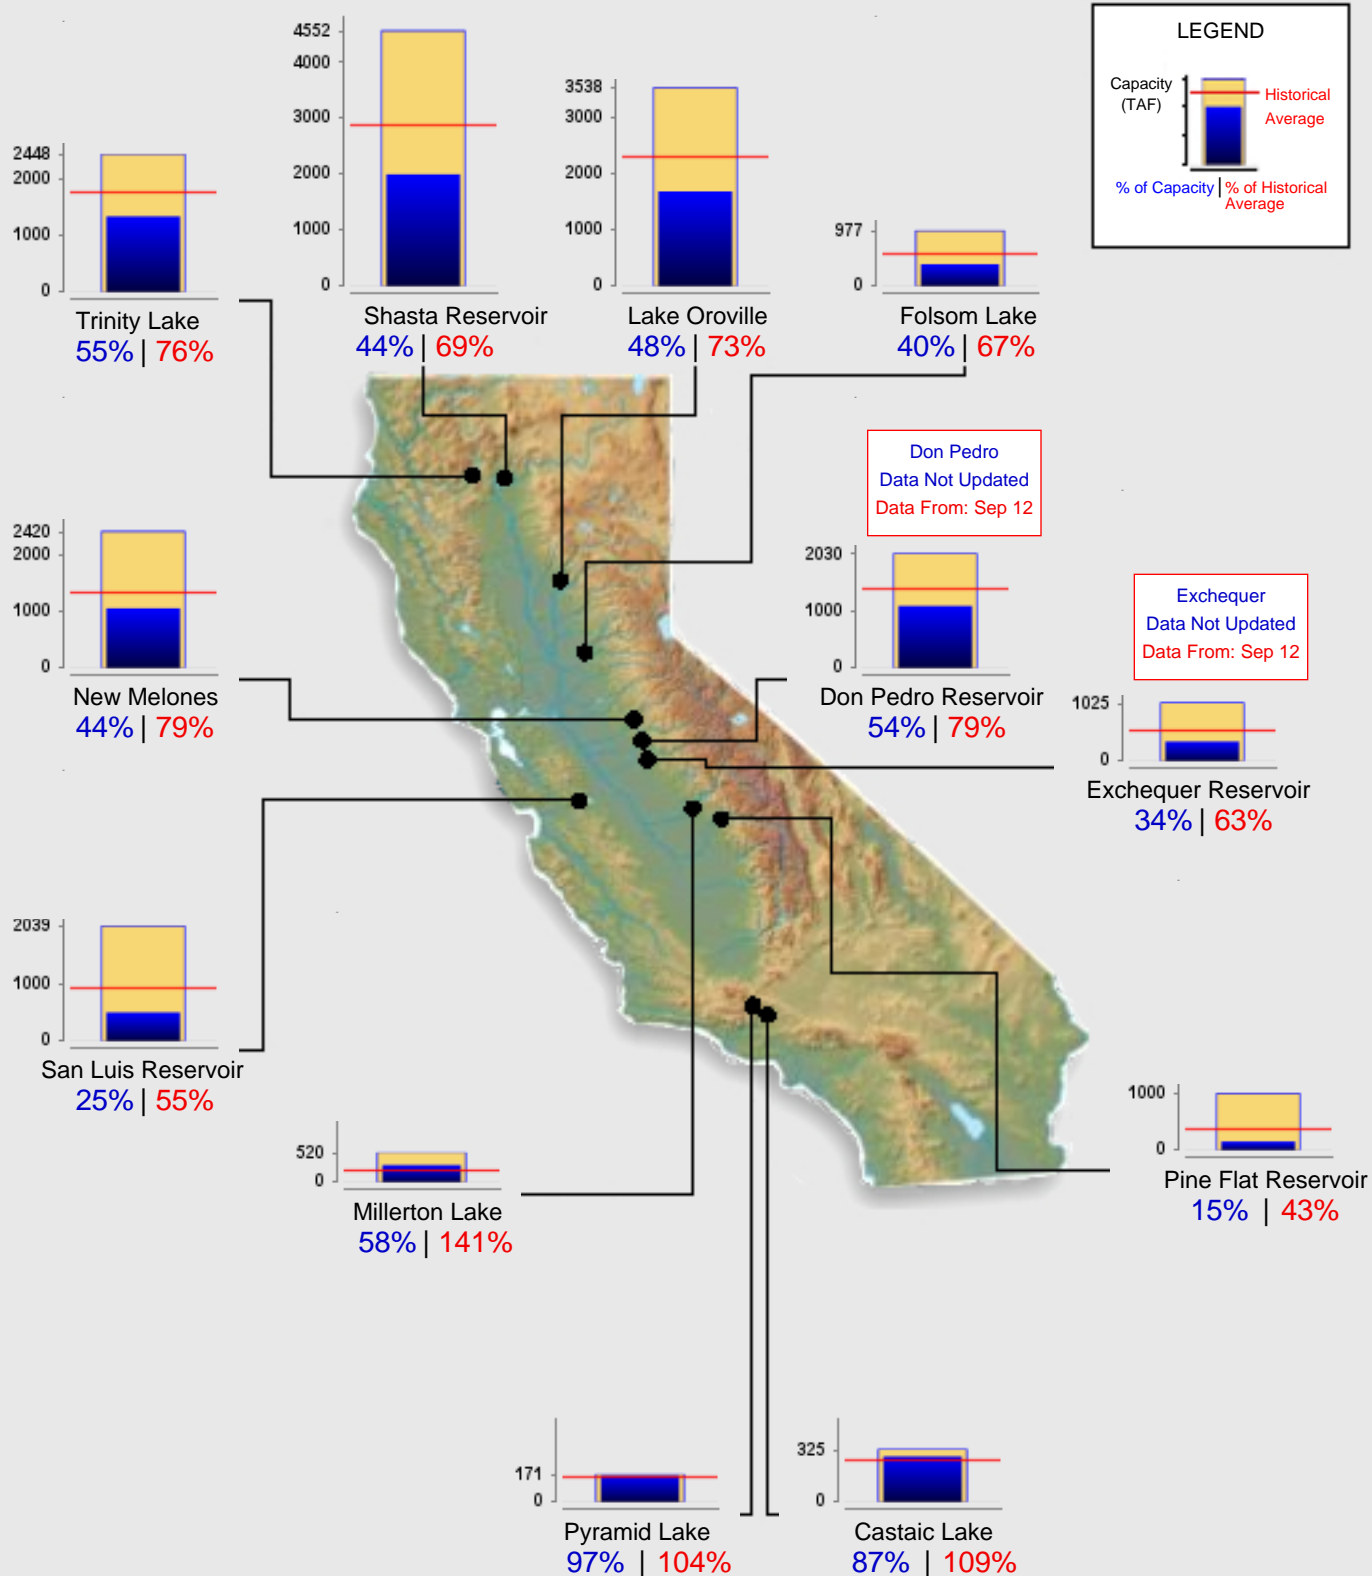 LEGEND
Capacity
(TAF)
Historical
Average
% of Capacity | % of Historical
Average
4552
4000
3000
2000
1000
0
Shasta Reservoir
44% | 69%
3538
3000
2000
1000
0
Lake Oroville
48% | 73%
2448
2000
1000
0
Trinity Lake
55% | 76%
977
0
Folsom Lake
40% | 67%
Don Pedro
Data Not Updated
Data From: Sep 12
2420
2000
1000
0
New Melones
44% | 79%
2030
1000
0
Don Pedro Reservoir
54% | 79%
Exchequer
Data Not Updated
Data From: Sep 12
1025
0
Exchequer Reservoir
34% | 63%
2039
1000
0
San Luis Reservoir
25% | 55%
520
0
Millerton Lake
58% | 141%
1000
0
Pine Flat Reservoir
15% | 43%
171
0
Pyramid Lake
97% | 104%
325
0
Castaic Lake
87% | 109%